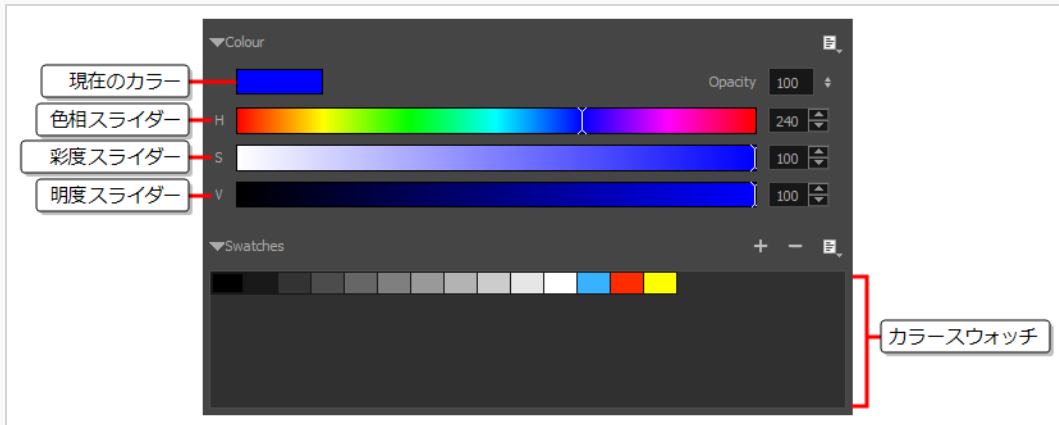 Colour
現在のカラー
Opacity 100
色相スライダー
H 240
彩度スライダー
S 100
明度スライダー
V 100
Swatches
カラースウォッチ